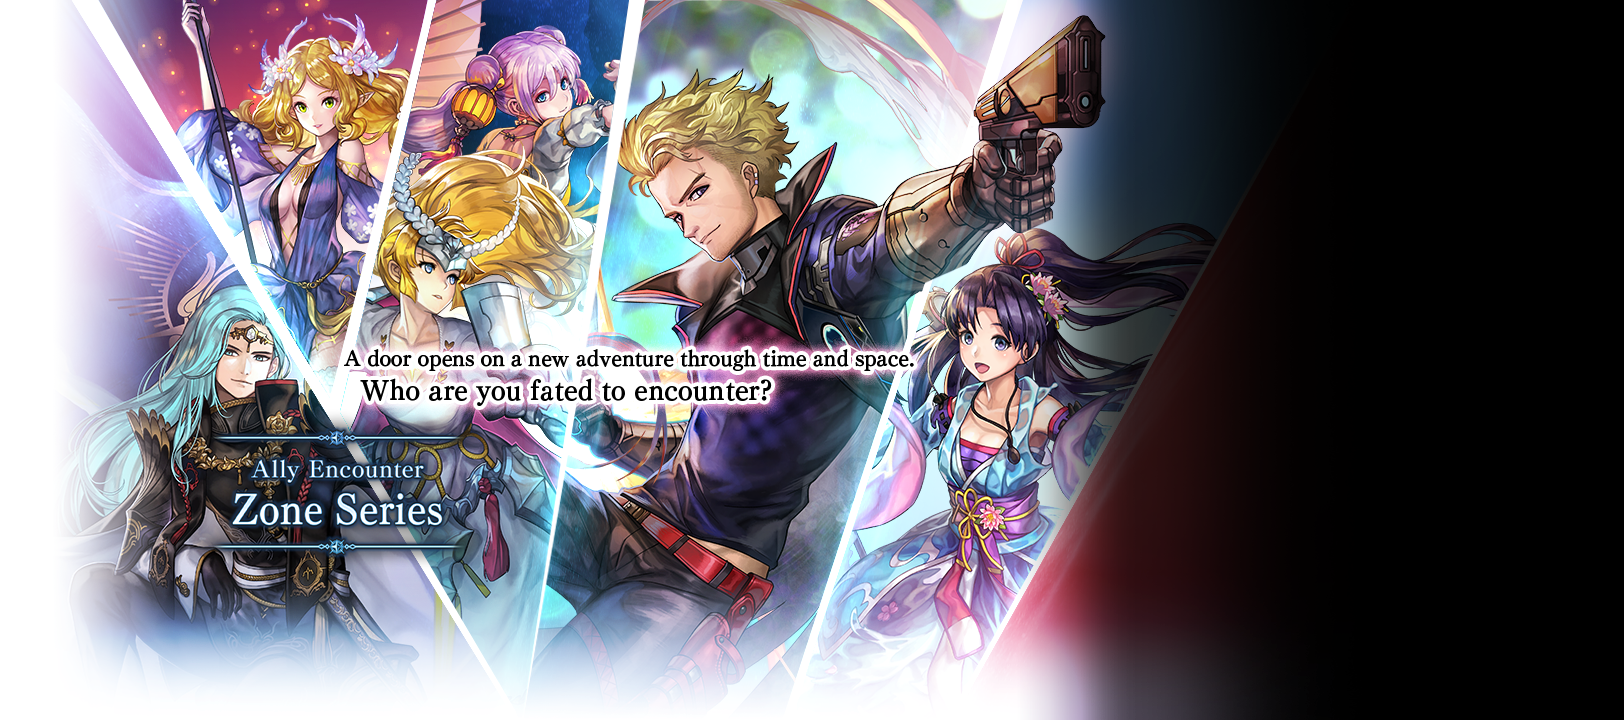 A door opens on a new adventure through time and space.
Who are you fated to encounter?
Ally Encounter
Zone Series